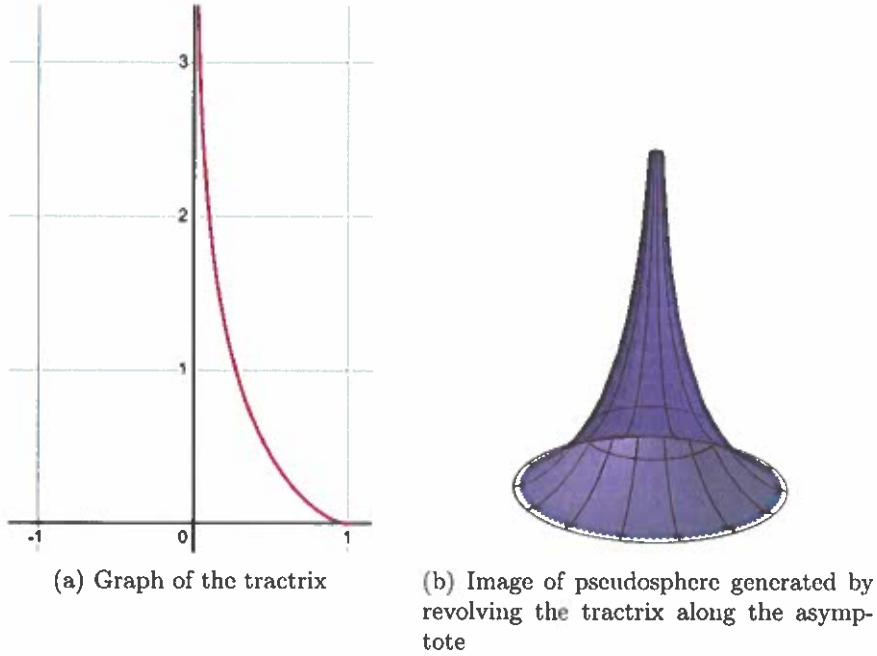 3
2
1
-1
0
1
(a) Graph of the tractrix
(b) Image of pseudosphere generated by
revolving the tractrix along the asymp-
tote